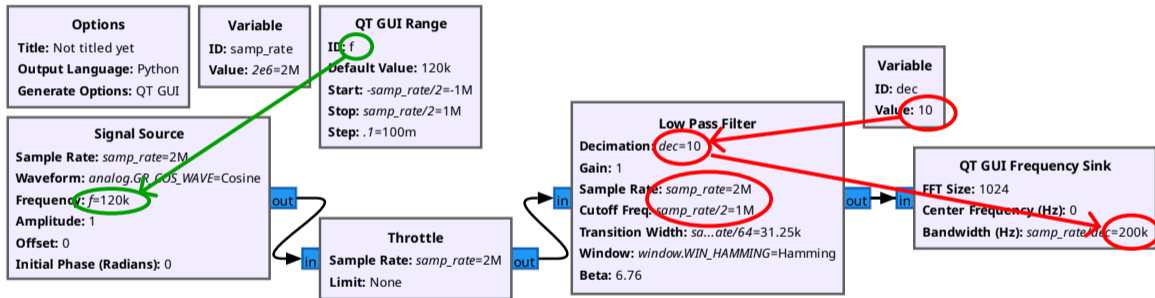 Options
Title: Not titled yet
Output Language: Python
Generate Options: QT GUI
Variable
ID: samp_rate
Value: 2e6=2M
QT GUI Range
ID: f
Default Value: 120k
Start: -samp_rate/2=-1M
Stop: samp_rate/2=1M
Step: .1=100m
Signal Source
Sample Rate: samp_rate=2M
Waveform: analog.GR_COS_WAVE=Cosine
Frequency: f=120k
Amplitude: 1
Offset: 0
Initial Phase (Radians): 0
out
in
Throttle
Sample Rate: samp_rate=2M
Limit: None
out
in
Low Pass Filter
Decimation: dec=10
Gain: 1
Sample Rate: samp_rate=2M
Cutoff Freq: samp_rate/2=1M
Transition Width: sa...ate/64=31.25k
Window: window.WIN_HAMMING=Hamming
Beta: 6.76
out
Variable
ID: dec
Value: 10
in
QT GUI Frequency Sink
FFT Size: 1024
Center Frequency (Hz): 0
Bandwidth (Hz): samp_rate/dec=200k